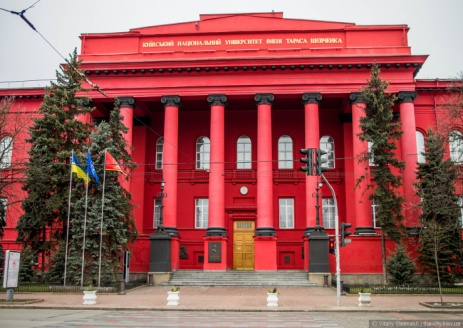 КИЇВСЬКИЙ НАЦІОНАЛЬНИЙ УНІВЕРСИТЕТ ІМЕНІ ТАРАСА ШЕВЧЕНКА